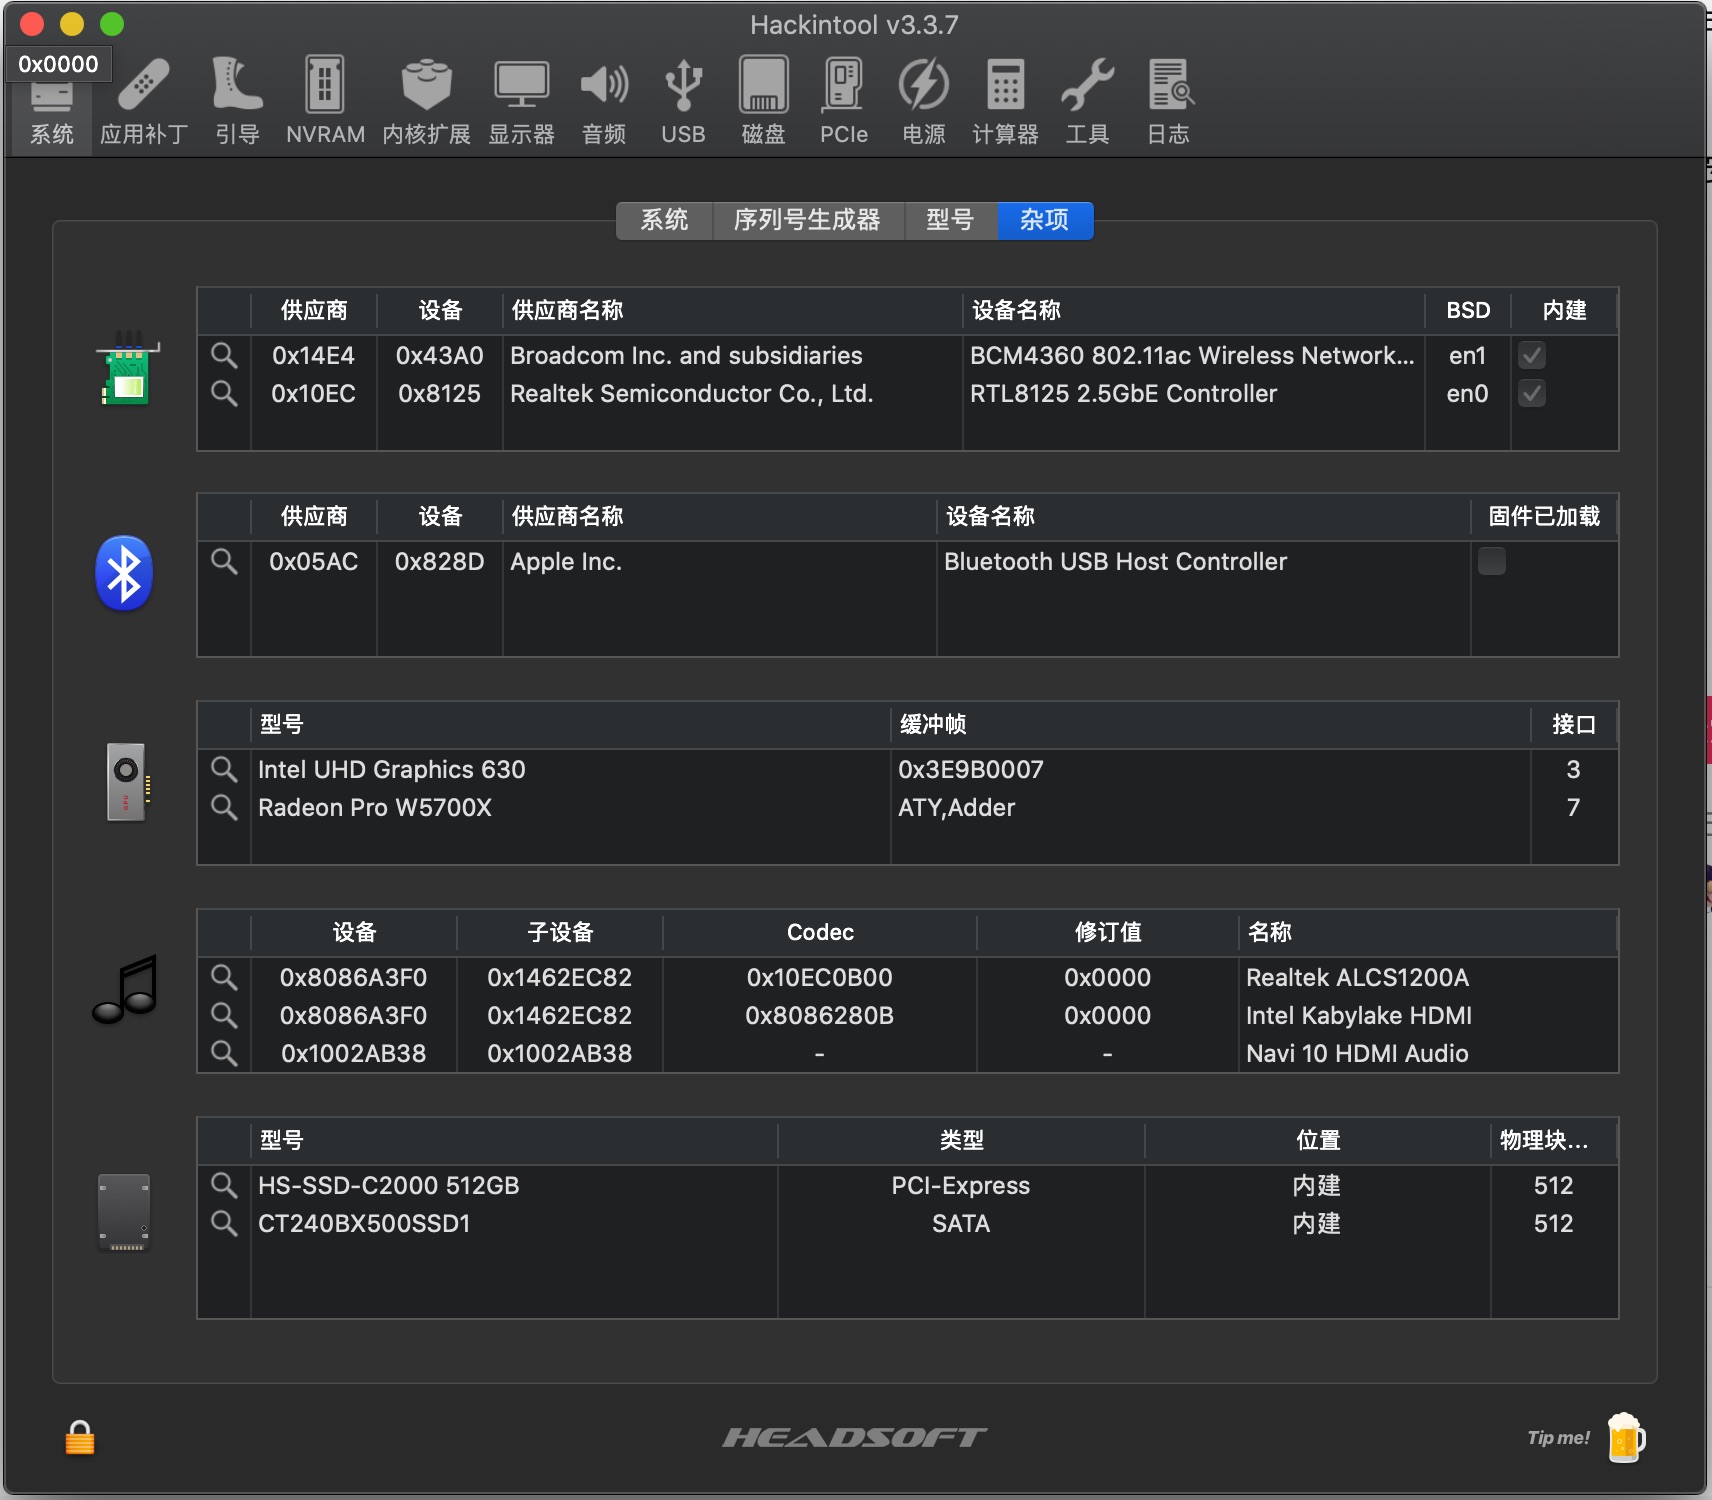 Hackintool v3.3.7
0x0000
系统 应用补丁 引导 NVRAM 内核扩展 显示器 音频 USB 磁盘 PCIe 电源 计算器 工具 日志
系统 序列号生成器 型号 杂项
供应商 设备 供应商名称 设备名称 BSD 内建
0x14E4 0x43A0 Broadcom Inc. and subsidiaries BCM4360 802.11ac Wireless Network... en1
0x10EC 0x8125 Realtek Semiconductor Co., Ltd. RTL8125 2.5GbE Controller en0
供应商 设备 供应商名称 设备名称 固件已加载
0x05AC 0x828D Apple Inc. Bluetooth USB Host Controller
型号 缓冲帧 接口
Intel UHD Graphics 630 0x3E9B0007 3
Radeon Pro W5700X ATY,Adder 7
设备 子设备 Codec 修订值 名称
0x8086A3F0 0x1462EC82 0x10EC0B00 0x0000 Realtek ALCS1200A
0x8086A3F0 0x1462EC82 0x8086280B 0x0000 Intel Kabylake HDMI
0x1002AB38 0x1002AB38 - - Navi 10 HDMI Audio
型号 类型 位置 物理块...
HS-SSD-C2000 512GB PCI-Express 内建 512
CT240BX500SSD1 SATA 内建 512
HEADSOFT
Tip me!